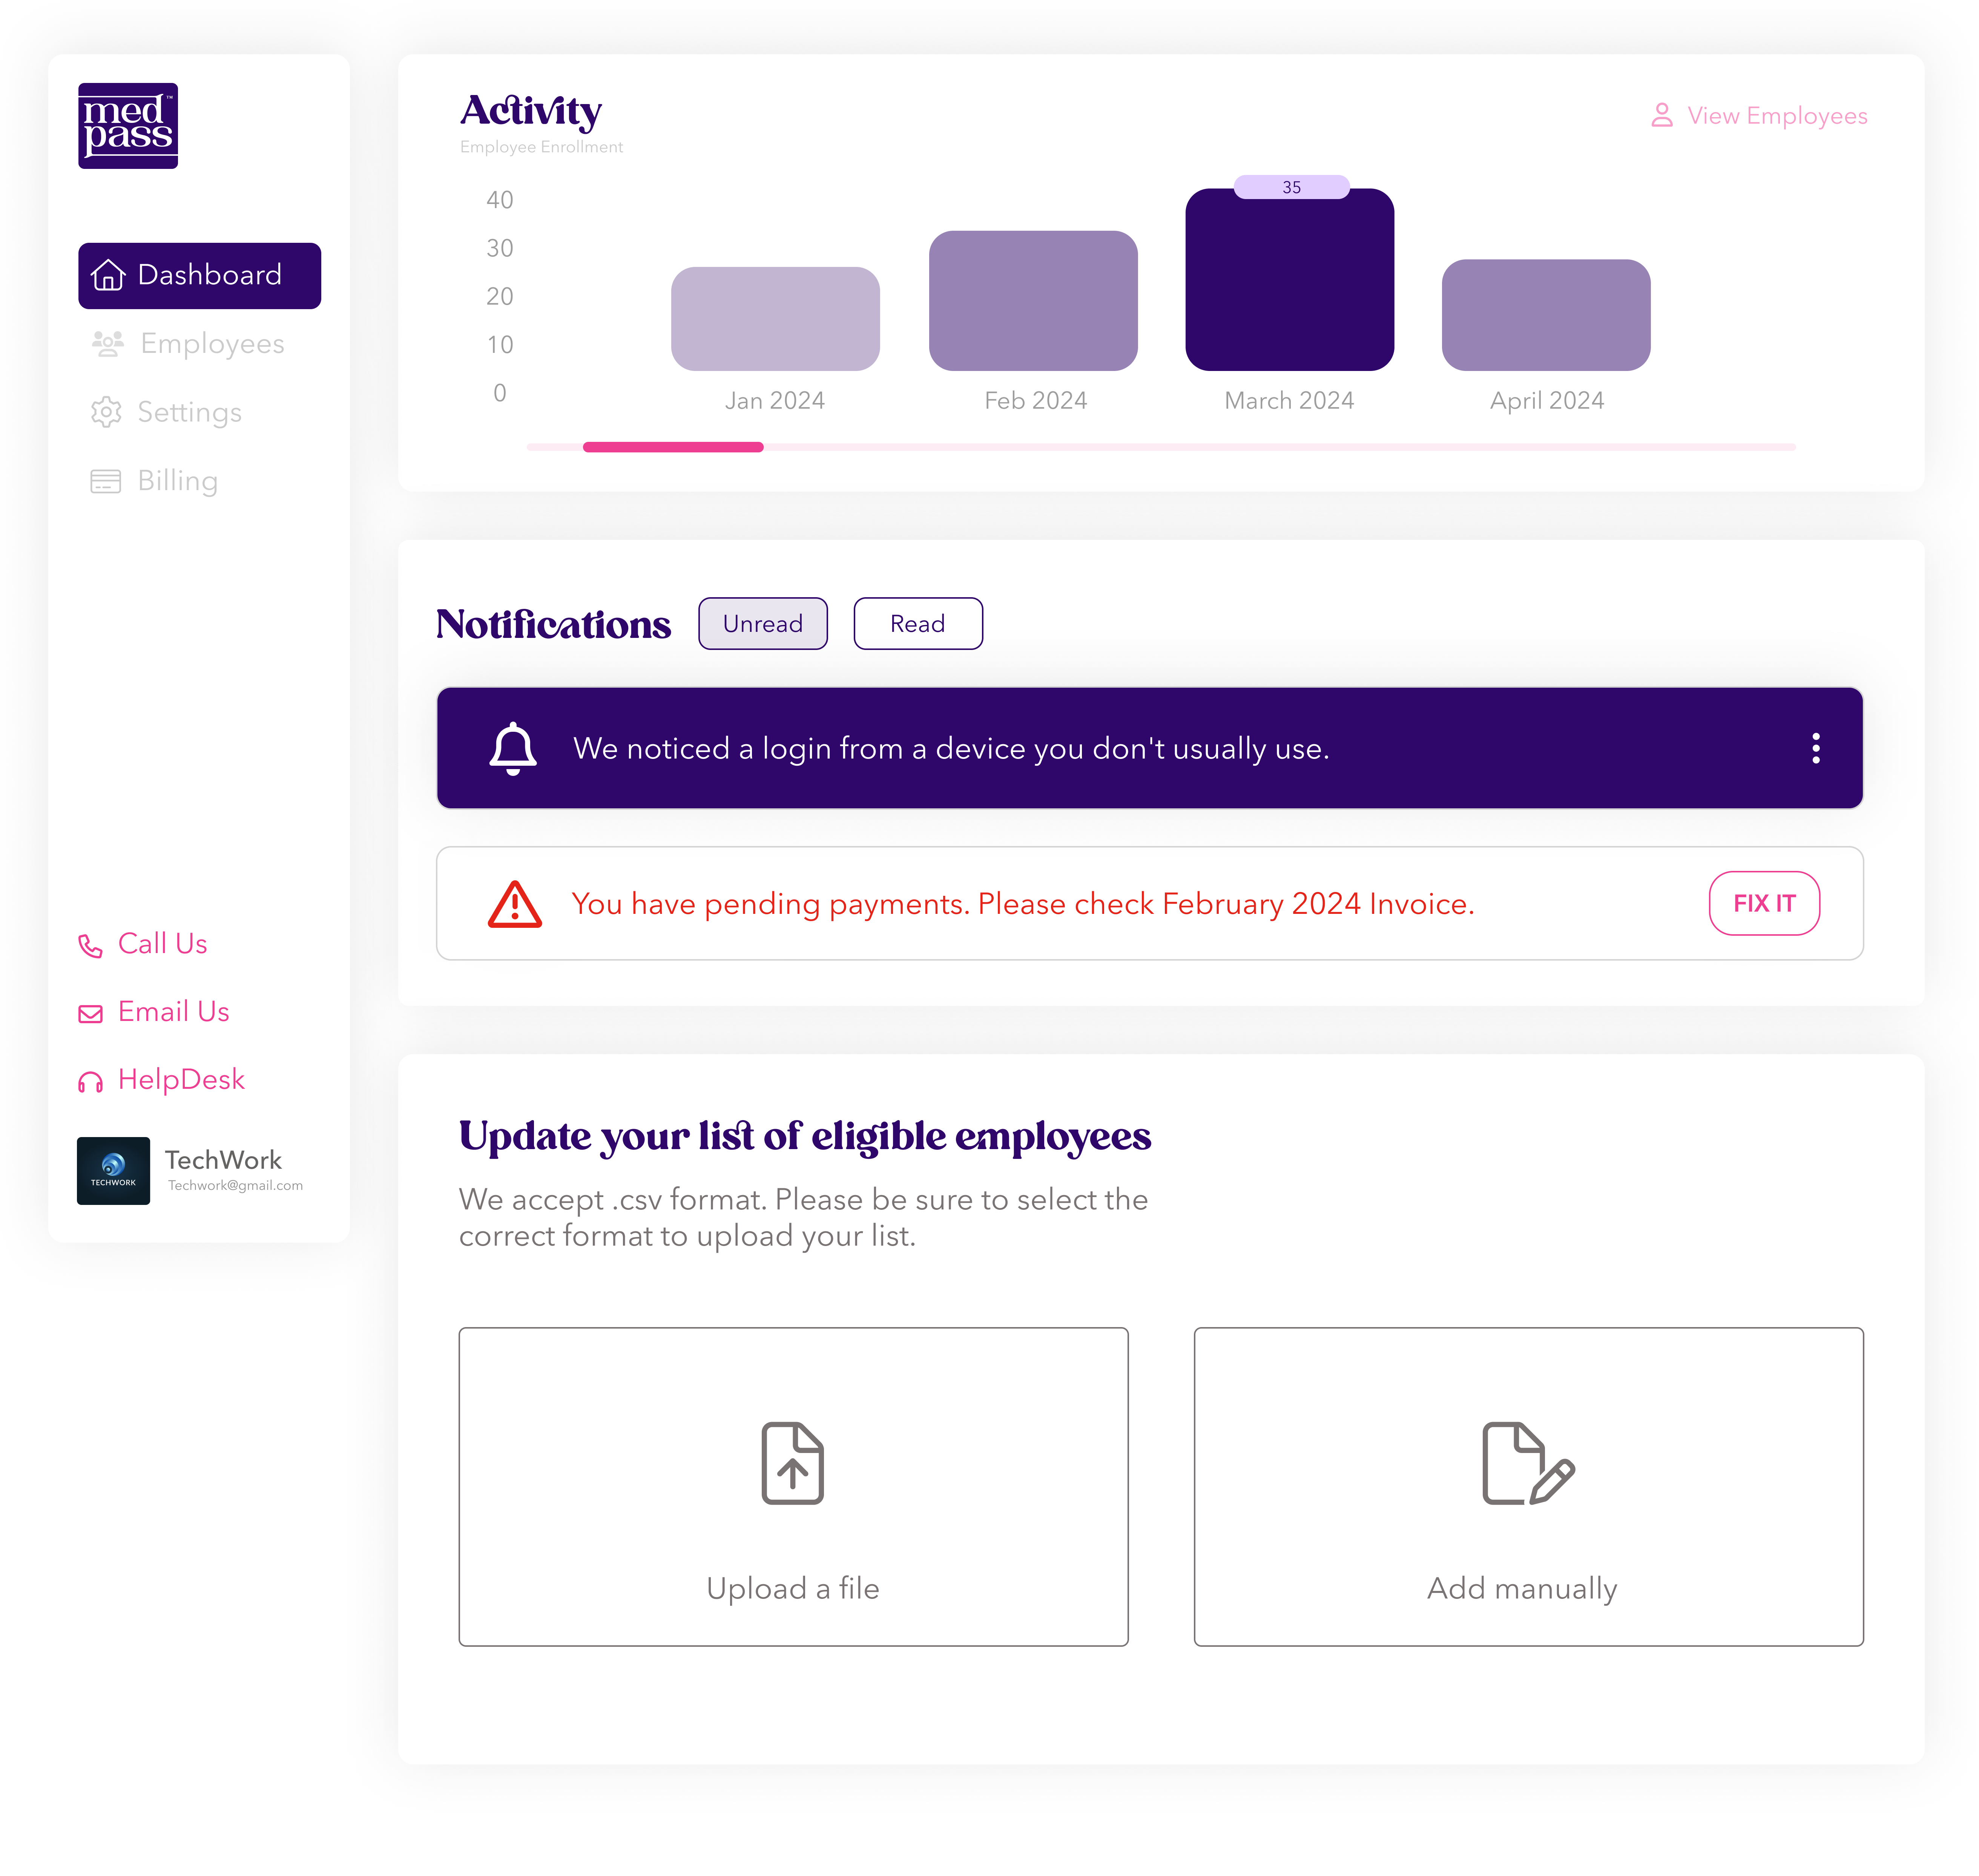 med™
pass
Dashboard
Employees
Settings
Billing
Call Us
Email Us
HelpDesk
TECHWORK
TechWork
Techwork@gmail.com
Activity
Employee Enrollment
View Employees
40
30
20
10
0
35
Jan 2024
Feb 2024
March 2024
April 2024
Notifications
Unread
Read
We noticed a login from a device you don't usually use.
You have pending payments. Please check February 2024 Invoice.
FIX IT
Update your list of eligible employees
We accept .csv format. Please be sure to select the
correct format to upload your list.
Upload a file
Add manually